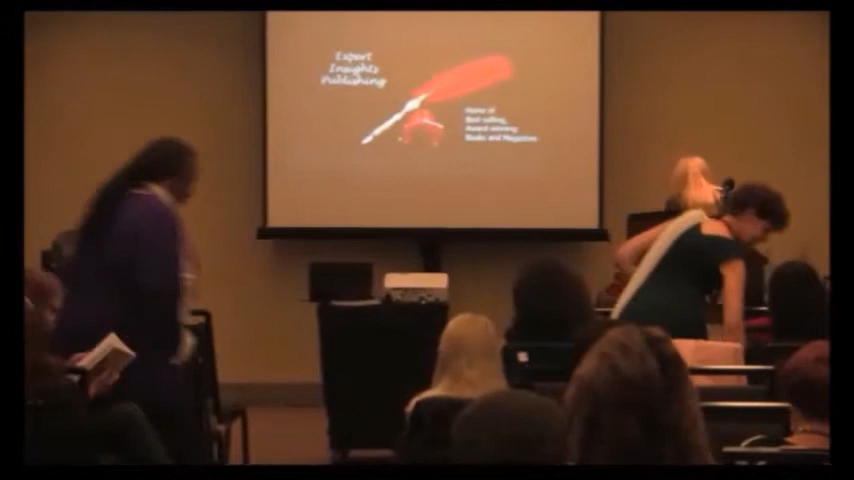 Expert
Insights
Publishing
Home of
Best-selling,
Award-winning
Books and Magazines